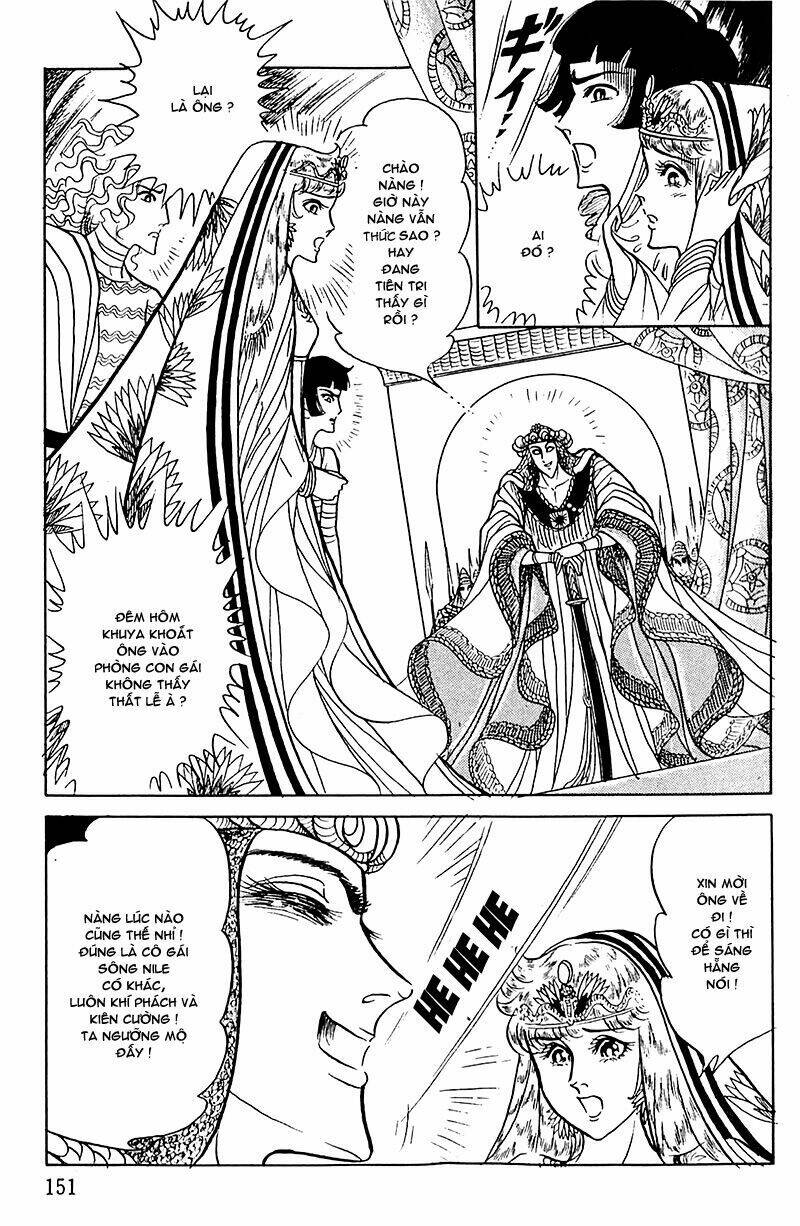 ギイ…
AI
ĐÓ ?
LẠI
LÀ ÔNG ?
CHÀO
NÀNG !
GIỜ NÀY
NÀNG VẪN
THỨC SAO ?
HAY
ĐANG
TIÊN TRI
THẤY GÌ
RỒI ?
ĐÊM HÔM
KHUYA KHOẮT
ÔNG VÀO
PHÒNG CON GÁI
KHÔNG THẤY
THẤT LỄ À ?
XIN MỜI
ÔNG VỀ
ĐI !
CÓ GÌ THÌ
ĐỂ SÁNG
HẴNG
NÓI !
HE HE HE
NÀNG LÚC NÀO
CŨNG THẾ NHỈ !
ĐÚNG LÀ CÔ GÁI
SÔNG NILE
CÓ KHÁC,
LUÔN KHÍ PHÁCH VÀ
KIÊN CƯỜNG !
TA NGƯỠNG MỘ
ĐẤY !
151